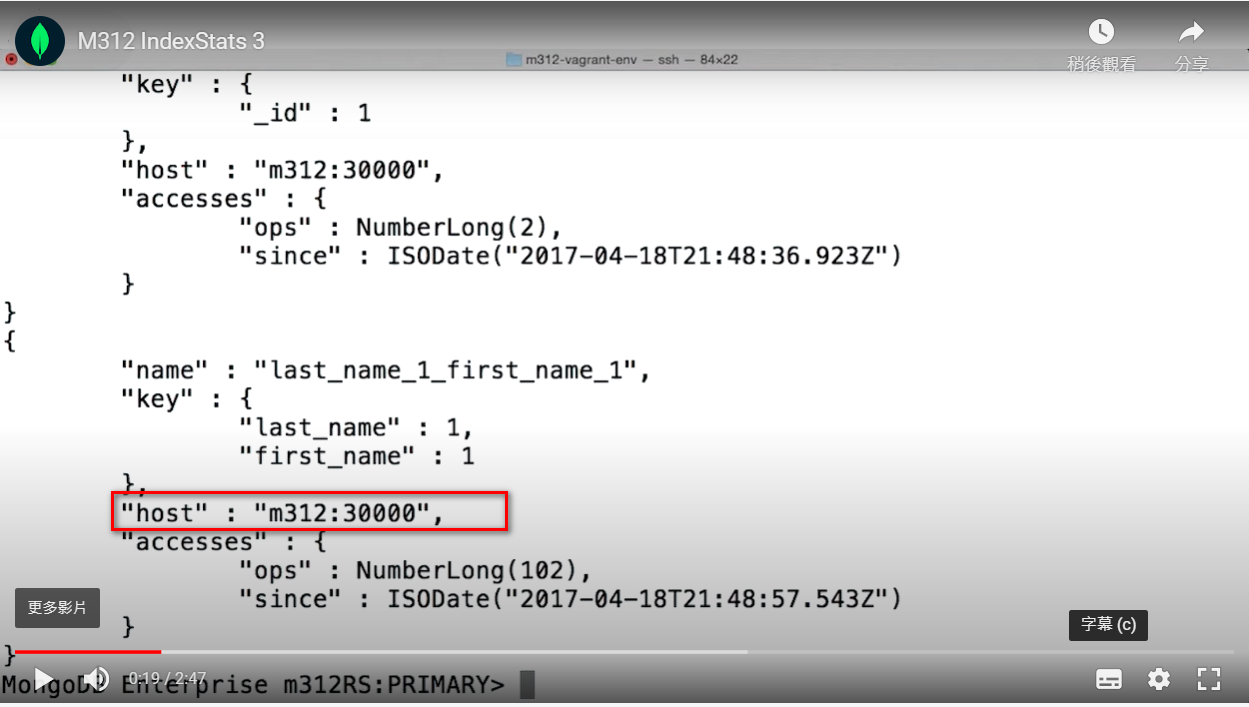 M312 IndexStats 3
稍後觀看
分享
m312-vagrant-env — ssh — 84×22
"key" : {
"_id" : 1
},
"host" : "m312:30000",
"accesses" : {
"ops" : NumberLong(2),
"since" : ISODate("2017-04-18T21:48:36.923Z")
}
}
{
"name" : "last_name_1_first_name_1",
"key" : {
"last_name" : 1,
"first_name" : 1
},
"host" : "m312:30000",
"accesses" : {
"ops" : NumberLong(102),
"since" : ISODate("2017-04-18T21:48:57.543Z")
更多影片
}
字幕 (c)
}
0:19 / 2:47
MongoDB Enterprise m312RS:PRIMARY>